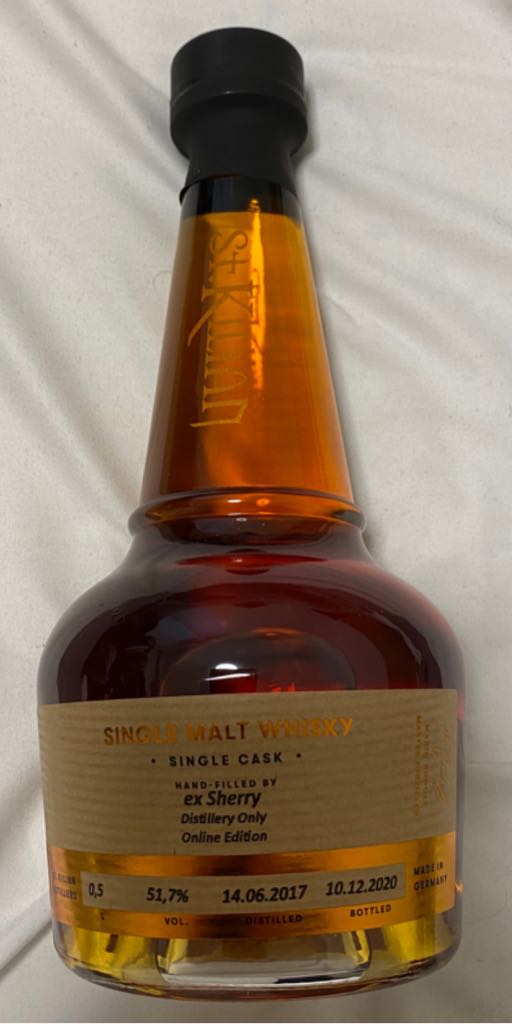 St.Kilian
SINGLE MALT WHISKY
• SINGLE CASK •
HAND-FILLED BY
ex Sherry
Distillery Only
Online Edition
KILIAN
0,5 51,7% 14.06.2017 10.12.2020
L VOL. DISTILLED BOTTLED
MADE IN
GERMANY